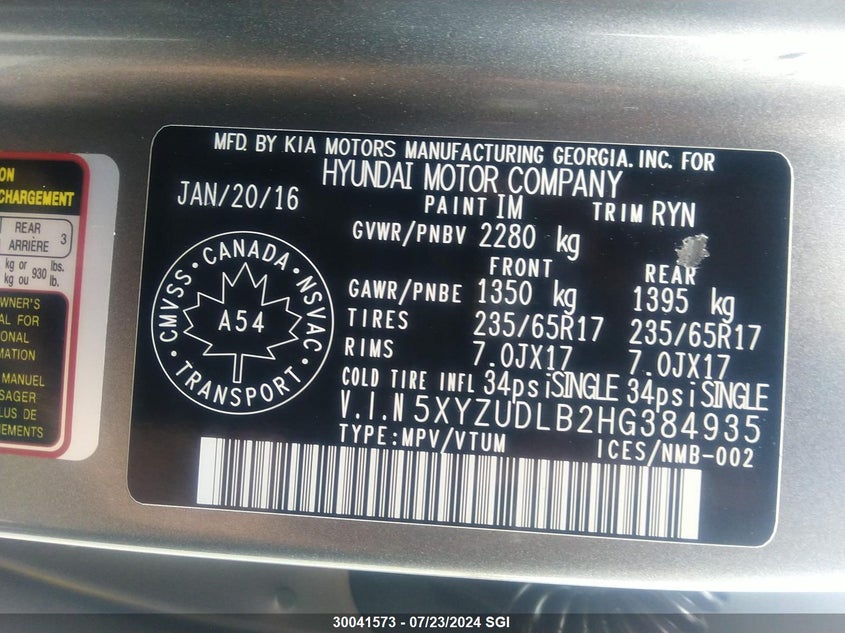 ON
CHARGEMENT
REAR
ARRIÈRE 3
kg or 930 lbs.
kg ou lb.
WNER'S
AL FOR
ONAL
MATION
MANUEL
SAGER
LUS DE
NEMENTS
MFD. BY KIA MOTORS MANUFACTURING GEORGIA. INC. FOR
HYUNDAI MOTOR COMPANY
JAN/20/16 PAINT IM TRIM RYN
GVWR/PNBV 2280 kg
FRONT REAR
GAWR/PNBE 1350 kg 1395 kg
TIRES 235/65R17 235/65R17
RIMS 7.0JX17 7.0JX17
COLD TIRE INFL 34psiSINGLE 34psiSINGLE
V.I.N 5XYZUDLB2HG384935
TYPE:MPV/VTUM ICES/NMB-002
CMVSS • CANADA • NSVAC • TRANSPORT •
A54
30041573 - 07/23/2024 SGI